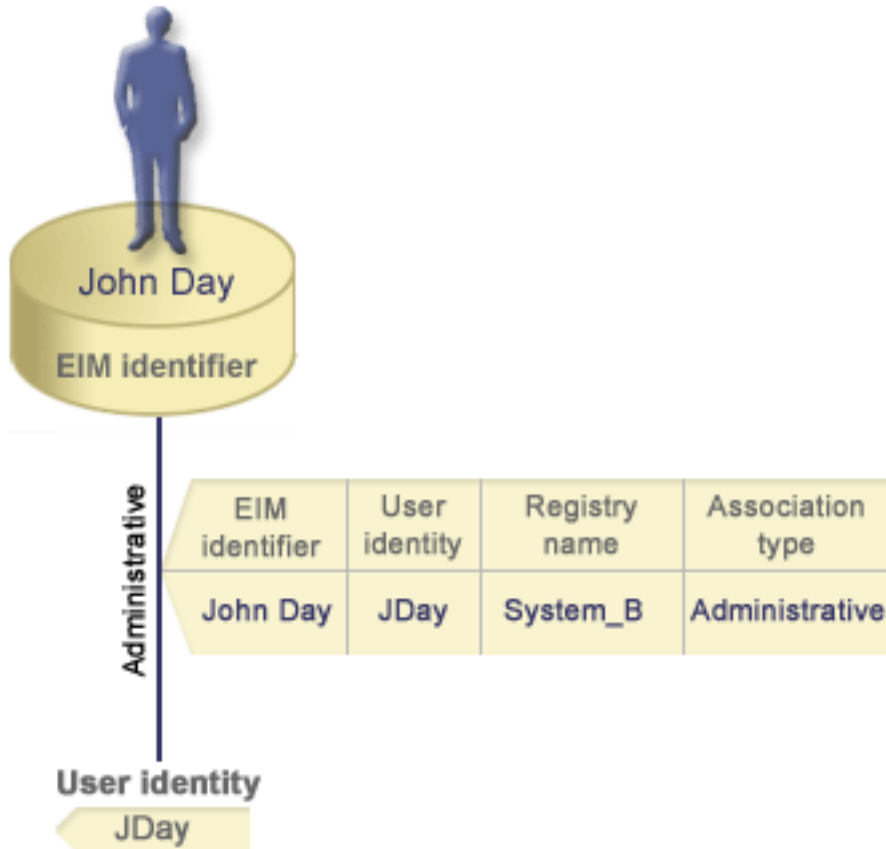 John Day
EIM identifier
Administrative
EIM identifier
User identity
Registry name
Association type
John Day
JDay
System_B
Administrative
User identity
JDay